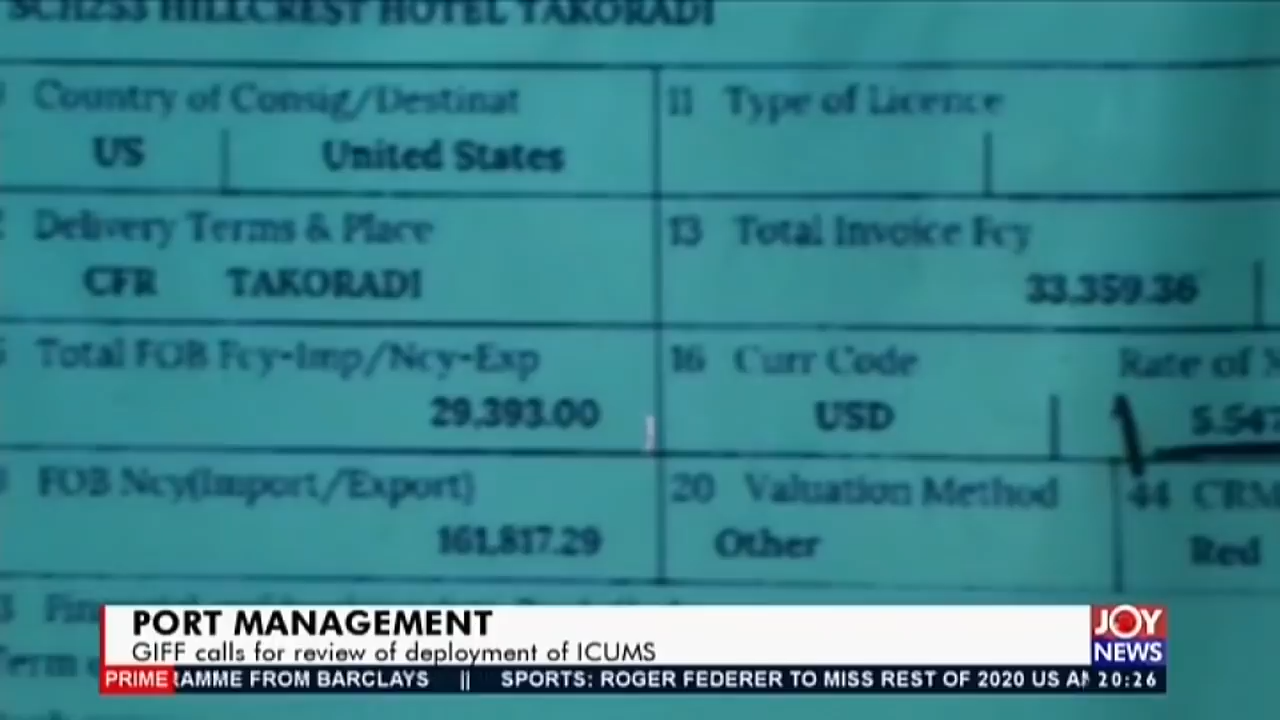 HILLCREST HOTEL TAKORADI
Country of Consig/Destinat
11 Type of Licence
US United States
Delivery Terms & Place
13 Total Invoice Fcy
CFR TAKORADI
33,359.36
Total FOB Fcy-Imp/Ncy-Exp
16 Curr Code
Rate of
29,393.00
USD
5.547
FOB Ncy(Import/Export)
20 Valuation Method
44 CRM
161,817.29
Other
Red
PORT MANAGEMENT
GIFF calls for review of deployment of ICUMS
JOY
NEWS
PRIME RAMME FROM BARCLAYS || SPORTS: ROGER FEDERER TO MISS REST OF 2020 US 20:26